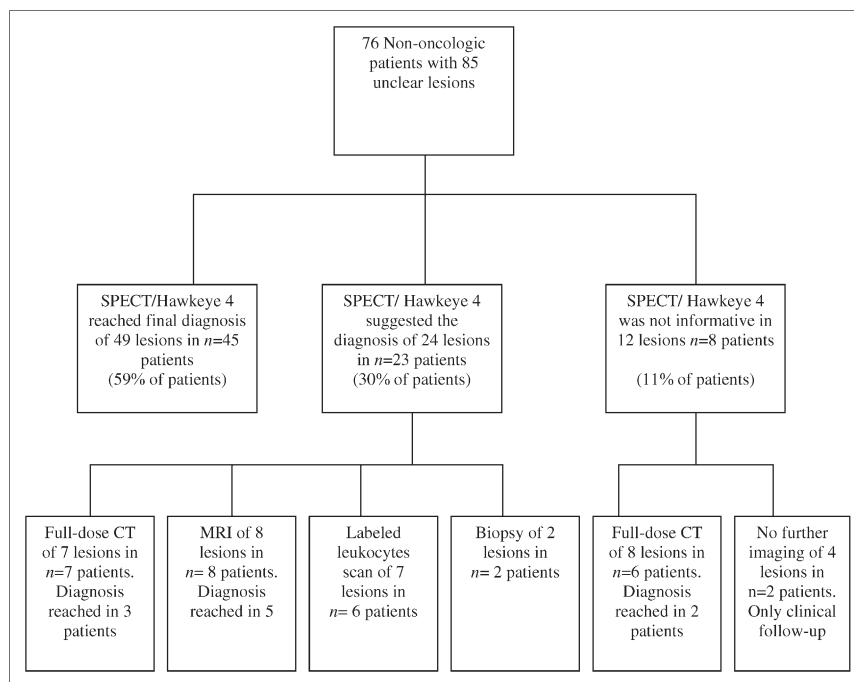 76 Non-oncologic
patients with 85
unclear lesions
SPECT/Hawkeye 4
reached final diagnosis
of 49 lesions in n=45
patients
(59% of patients)
SPECT/ Hawkeye 4
suggested the
diagnosis of 24 lesions
in n=23 patients
(30% of patients)
SPECT/ Hawkeye 4
was not informative in
12 lesions n=8 patients
(11% of patients)
Full-dose CT
of 7 lesions in
n=7 patients.
Diagnosis
reached in 3
patients
MRI of 8
lesions in
n= 8 patients.
Diagnosis
reached in 5
Labeled
leukocytes
scan of 7
lesions in
n= 6 patients
Biopsy of 2
lesions in
n= 2 patients
Full-dose CT
of 8 lesions in
n=6 patients.
Diagnosis
reached in 2
patients
No further
imaging of 4
lesions in
n=2 patients.
Only clinical
follow-up